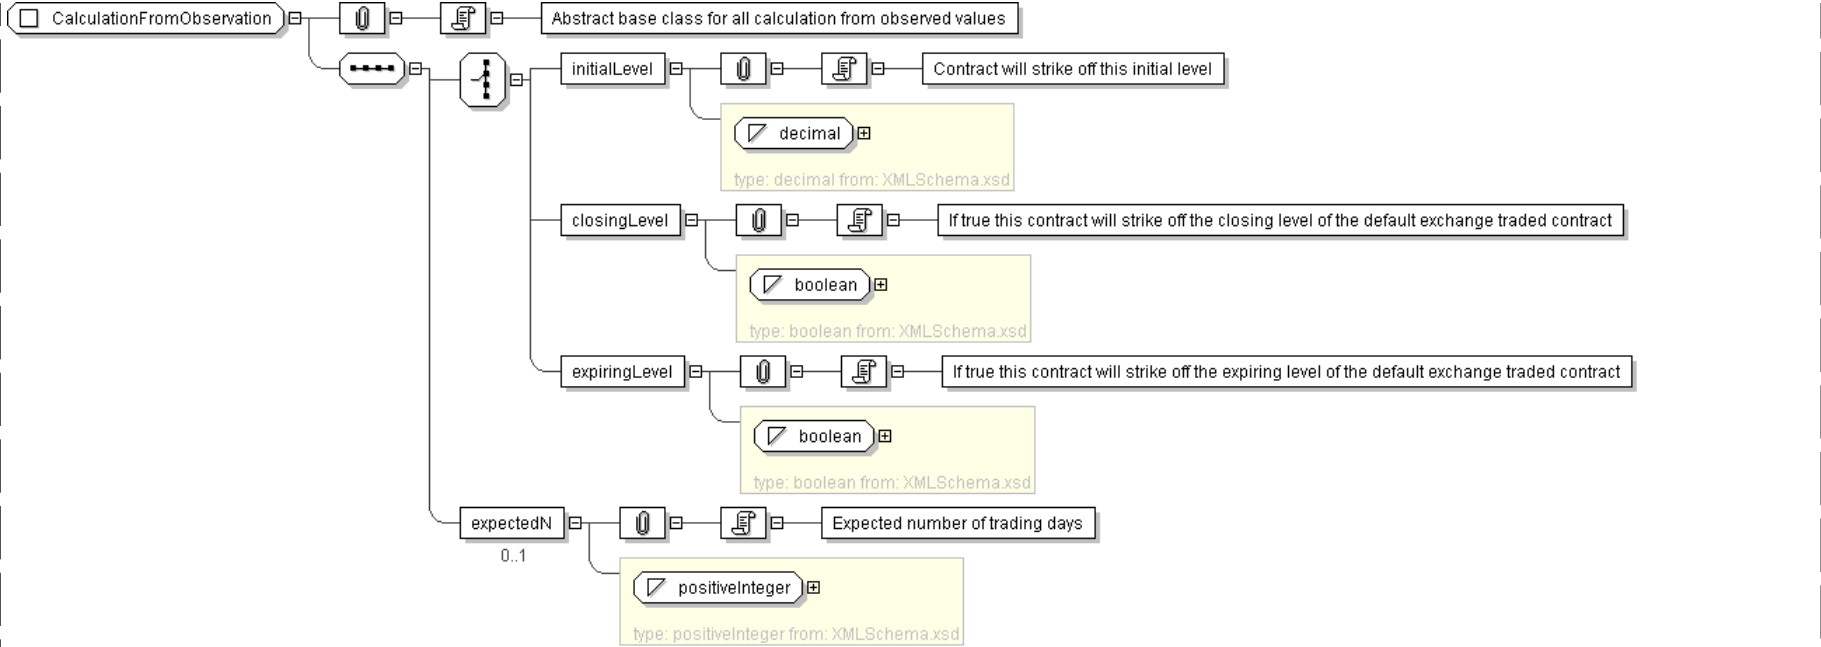 CalculationFromObservation
Abstract base class for all calculation from observed values
initialLevel
Contract will strike off this initial level
decimal
type: decimal from: XMLSchema.xsd
closingLevel
If true this contract will strike off the closing level of the default exchange traded contract
boolean
type: boolean from: XMLSchema.xsd
expiringLevel
If true this contract will strike off the expiring level of the default exchange traded contract
boolean
type: boolean from: XMLSchema.xsd
expectedN
Expected number of trading days
0..1
positiveInteger
type: positiveInteger from: XMLSchema.xsd